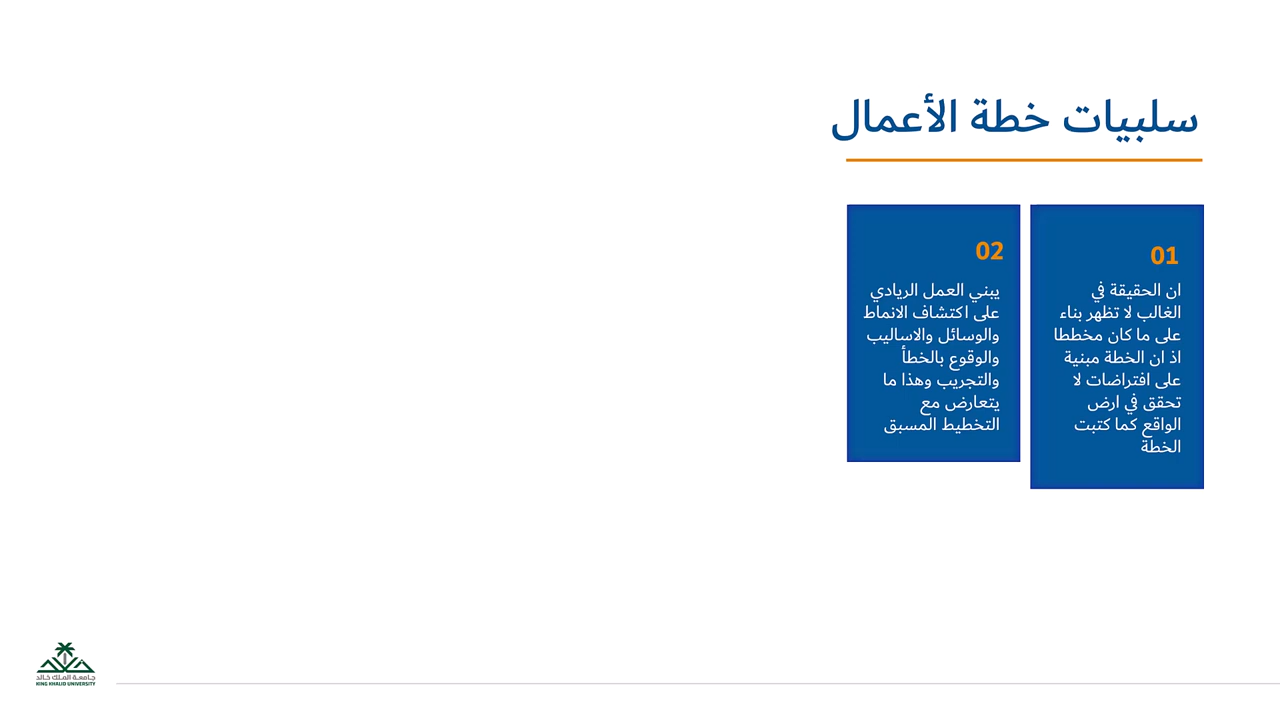 سلبيات خطة الأعمال
01
ان الحقيقة في
الغالب لا تظهر بناء
على ما كان مخططا
اذ ان الخطة مبنية
على افتراضات لا
تحقق في ارض
الواقع كما كتبت
الخطة
02
يبني العمل الريادي
على اكتشاف الانماط
والوسائل والاساليب
والوقوع بالخطأ
والتجريب وهذا ما
يتعارض مع
التخطيط المسبق
جامعة الملك خالد
KING KHALID UNIVERSITY